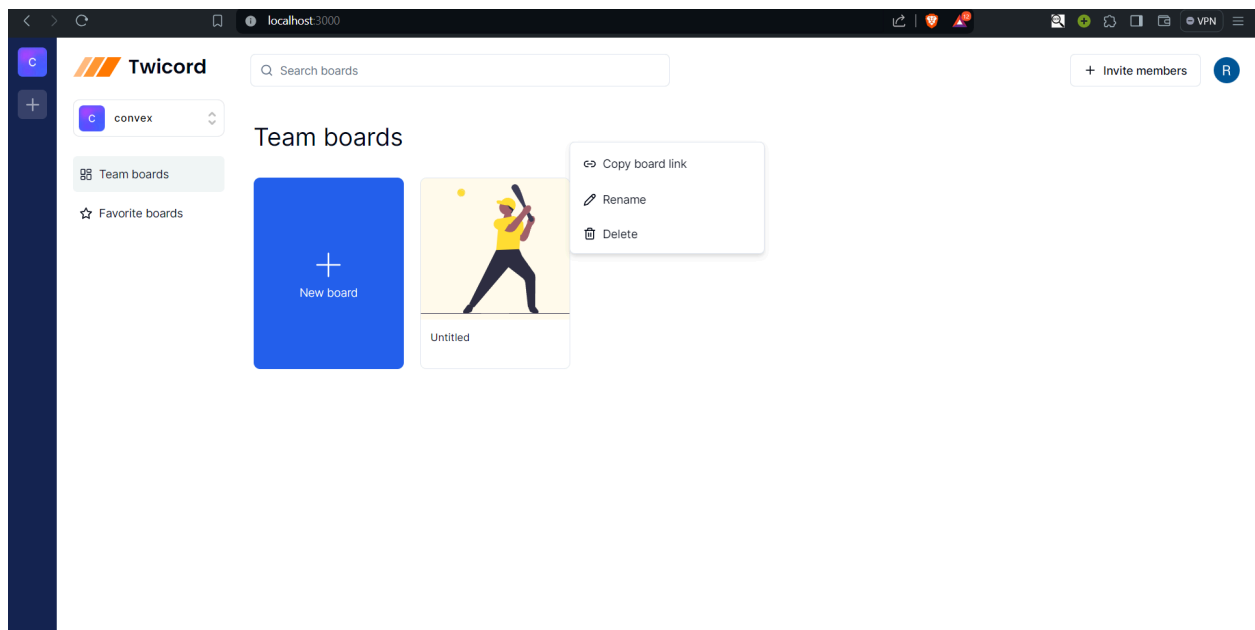 localhost:3000
12
VPN
C
Twicord
Search boards
Invite members
R
C
convex
Team boards
Favorite boards
Team boards
Copy board link
Rename
Delete
New board
Untitled